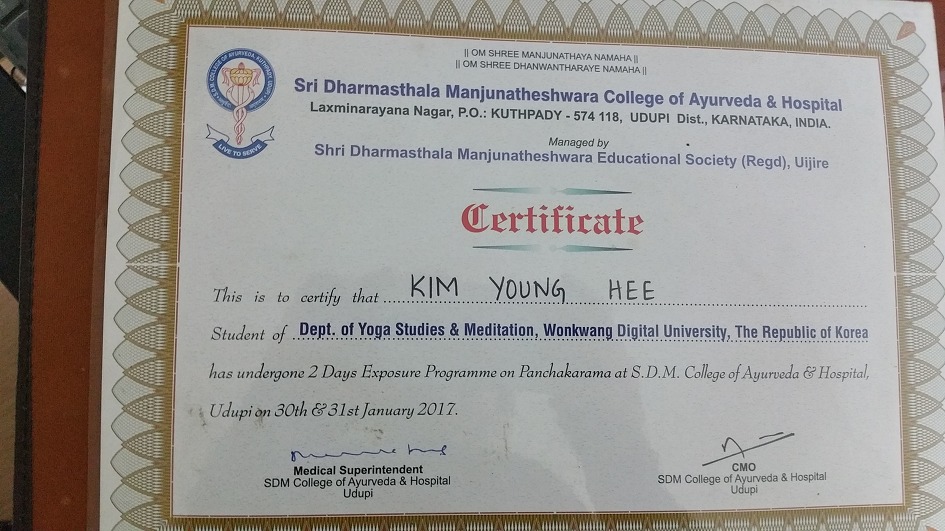 || OM SHREE MANJUNATHAYA NAMAHA ||
|| OM SHREE DHANWANTHARAYE NAMAHA ||
Sri Dharmasthala Manjunatheshwara College of Ayurveda & Hospital
Laxminarayana Nagar, P.O.: KUTHPADY - 574 118, UDUPI Dist., KARNATAKA, INDIA.
Managed by
Shri Dharmasthala Manjunatheshwara Educational Society (Regd), Ujire
LIVE TO SERVE
Certificate
This is to certify that KIM YOUNG HEE
Student of Dept. of Yoga Studies & Meditation, Wonkwang Digital University, The Republic of Korea
has undergone 2 Days Exposure Programme on Panchakarama at S.D.M. College of Ayurveda & Hospital,
Udupi on 30th & 31st January 2017.
Medical Superintendent
SDM College of Ayurveda & Hospital
Udupi
CMO
SDM College of Ayurveda & Hospital
Udupi